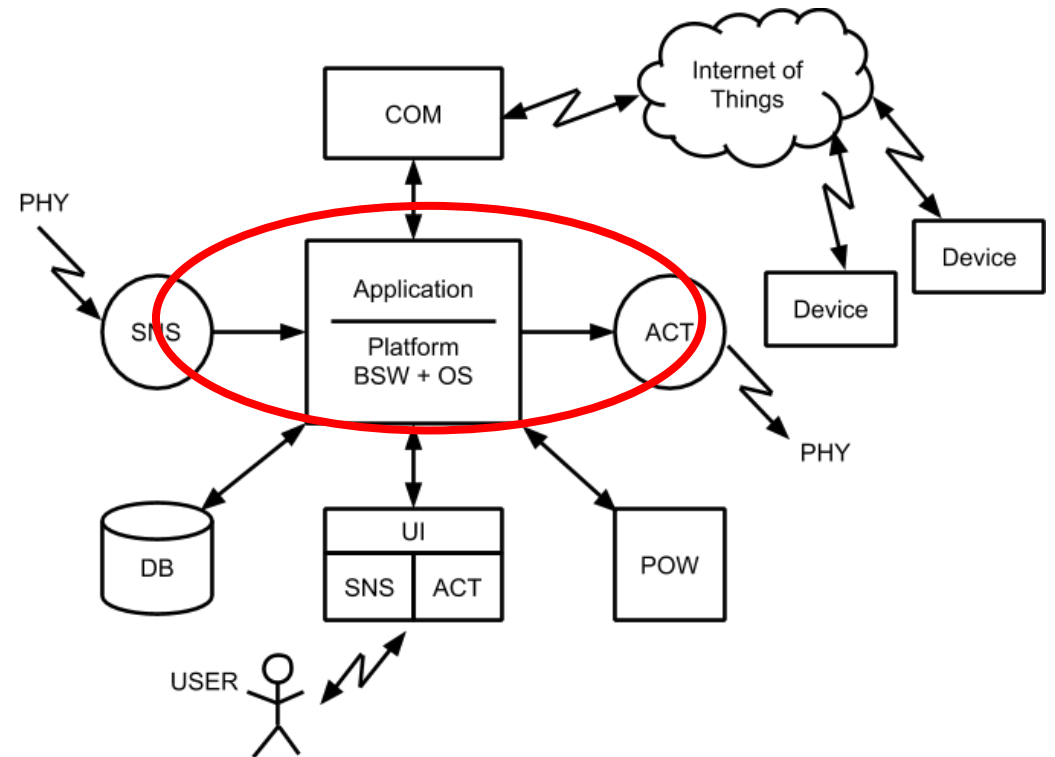 Internet of
Things
COM
PHY
Device
Application
SNS
ACT
Device
Platform
BSW + OS
PHY
UI
DB
SNS
ACT
POW
USER